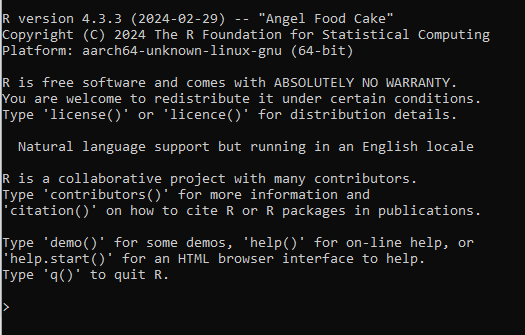 R version 4.3.3 (2024-02-29) -- "Angel Food Cake"
Copyright (C) 2024 The R Foundation for Statistical Computing
Platform: aarch64-unknown-linux-gnu (64-bit)
R is free software and comes with ABSOLUTELY NO WARRANTY.
You are welcome to redistribute it under certain conditions.
Type 'license()' or 'licence()' for distribution details.
Natural language support but running in an English locale
R is a collaborative project with many contributors.
Type 'contributors()' for more information and
'citation()' on how to cite R or R packages in publications.
Type 'demo()' for some demos, 'help()' for on-line help, or
'help.start()' for an HTML browser interface to help.
Type 'q()' to quit R.
>